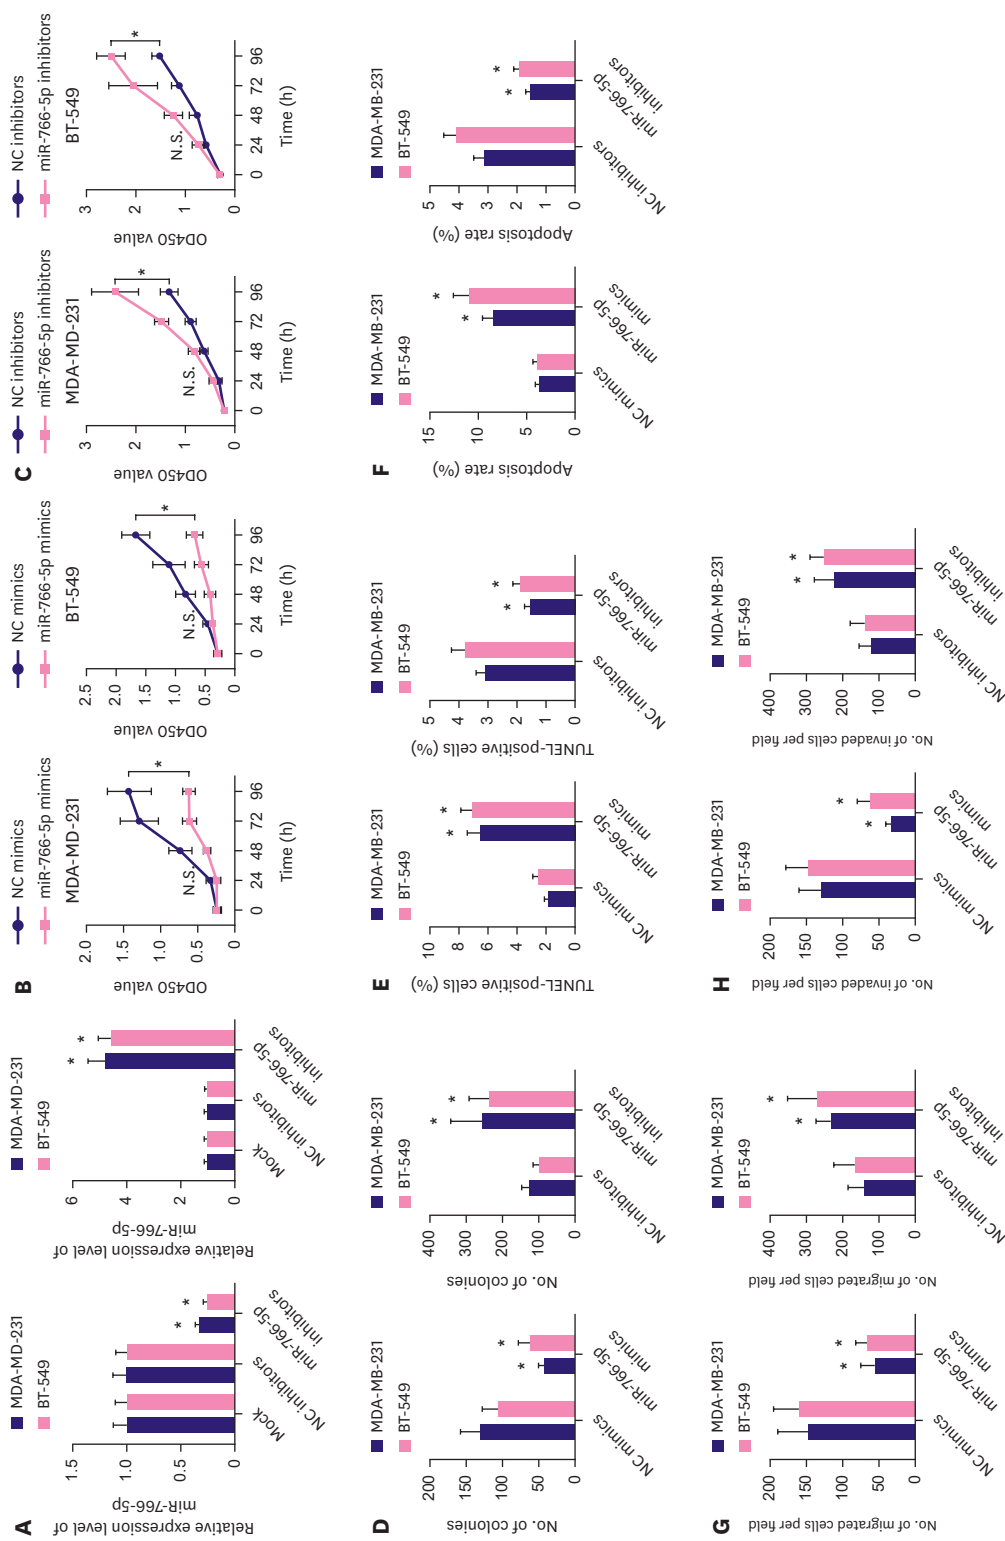 A
MDA-MD-231
BT-549
Relative expression level of
miR-766-5p
1.5
1.0
0.5
0
Mock
NC inhibitors
miR-766-5p
inhibitors
*
*
MDA-MD-231
BT-549
Relative expression level of
miR-766-5p
6
4
2
0
Mock
NC inhibitors
miR-766-5p
inhibitors
*
*
B
NC mimics
miR-766-5p mimics
MDA-MD-231
OD450 value
2.0
1.5
1.0
0.5
0
N.S.
*
0 24 48 72 96
Time (h)
NC mimics
miR-766-5p mimics
BT-549
OD450 value
2.5
2.0
1.5
1.0
0.5
0
N.S.
*
0 24 48 72 96
Time (h)
C
NC inhibitors
miR-766-5p inhibitors
MDA-MD-231
OD450 value
3
2
1
0
N.S.
*
0 24 48 72 96
Time (h)
NC inhibitors
miR-766-5p inhibitors
BT-549
OD450 value
3
2
1
0
N.S.
*
0 24 48 72 96
Time (h)
D
MDA-MB-231
BT-549
No. of colonies
200
150
100
50
0
NC mimics
miR-766-5p
mimics
*
*
MDA-MB-231
BT-549
No. of colonies
400
300
200
100
0
NC inhibitors
miR-766-5p
inhibitors
*
*
E
MDA-MB-231
BT-549
TUNEL-positive cells (%)
10
8
6
4
2
0
NC mimics
miR-766-5p
mimics
*
*
MDA-MB-231
BT-549
TUNEL-positive cells (%)
5
4
3
2
1
0
NC inhibitors
miR-766-5p
inhibitors
*
*
F
MDA-MB-231
BT-549
Apoptosis rate (%)
15
10
5
0
NC mimics
miR-766-5p
mimics
*
*
MDA-MB-231
BT-549
Apoptosis rate (%)
5
4
3
2
1
0
NC inhibitors
miR-766-5p
inhibitors
*
*
G
MDA-MB-231
BT-549
No. of migrated cells per field
200
150
100
50
0
NC mimics
miR-766-5p
mimics
*
*
MDA-MB-231
BT-549
No. of migrated cells per field
400
300
200
100
0
NC inhibitors
miR-766-5p
inhibitors
*
*
H
MDA-MB-231
BT-549
No. of invaded cells per field
200
150
100
50
0
NC mimics
miR-766-5p
mimics
*
*
MDA-MB-231
BT-549
No. of invaded cells per field
400
300
200
100
0
NC inhibitors
miR-766-5p
inhibitors
*
*